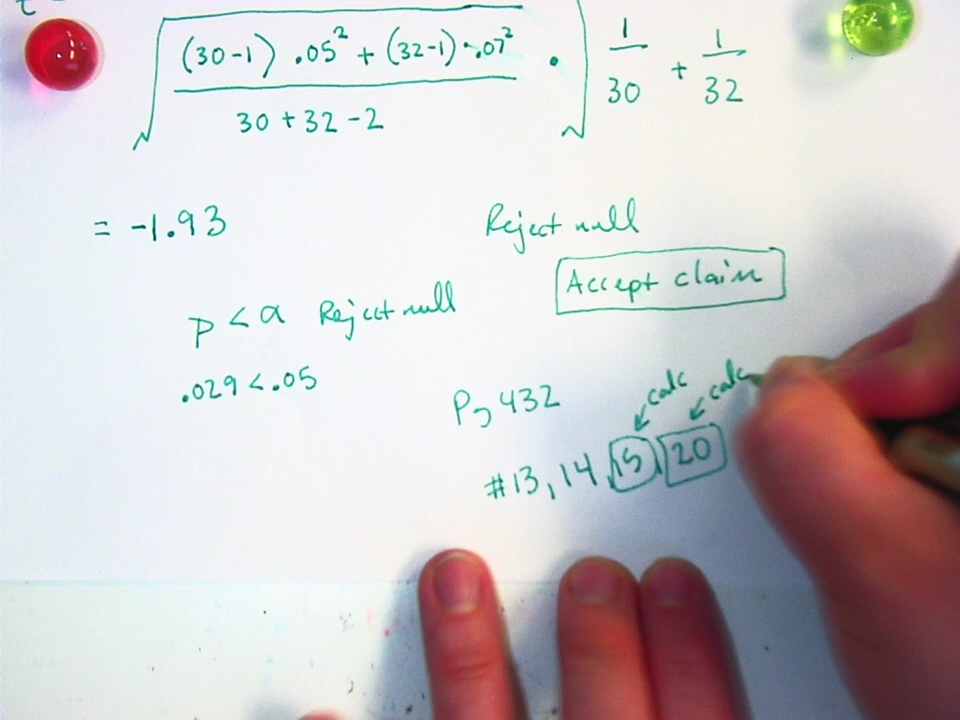 t =
(30-1) .05² + (32-1) · .07²
30 + 32 - 2
·
1
30
+
1
32
= -1.93
Reject null
Accept claim
p < α Reject null
.029 < .05
Pg 432
calc calc
#13, 14, 15, 20